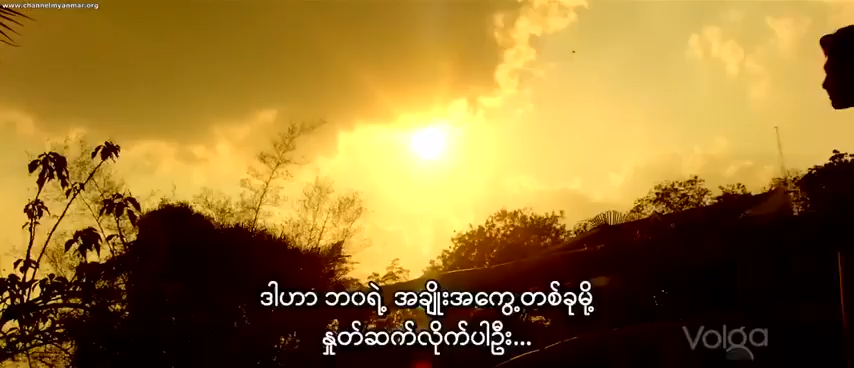 www.channelmyanmar.org
ဒါဟာ ဘဝရဲ့ အချိုးအကွေ့တစ်ခုမို့
နှုတ်ဆက်လိုက်ပါဦး...
Volga